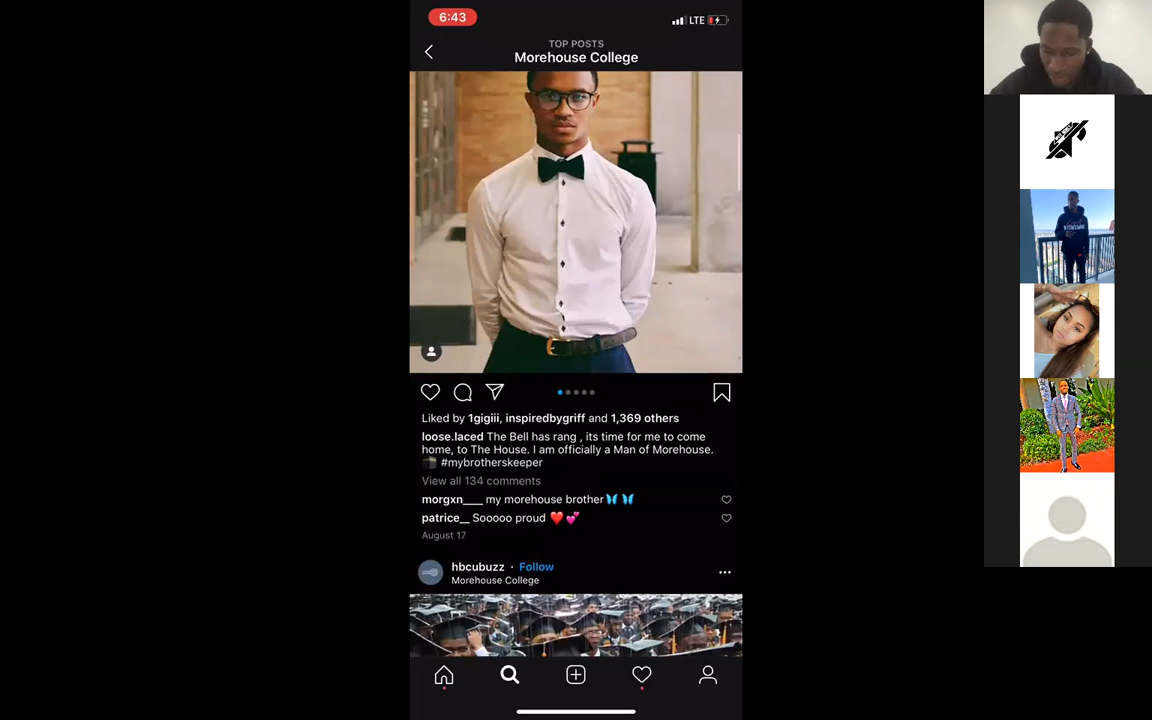 6:43
LTE
TOP POSTS
Morehouse College
Liked by 1gigiii, inspiredbygriff and 1,369 others
loose.laced The Bell has rang , its time for me to come
home, to The House. I am officially a Man of Morehouse.
#mybrotherskeeper
View all 134 comments
morgxn____ my morehouse brother🦋 🦋
patrice__ Sooooo proud ❤️ 💕
August 17
hbcubuzz · Follow
Morehouse College